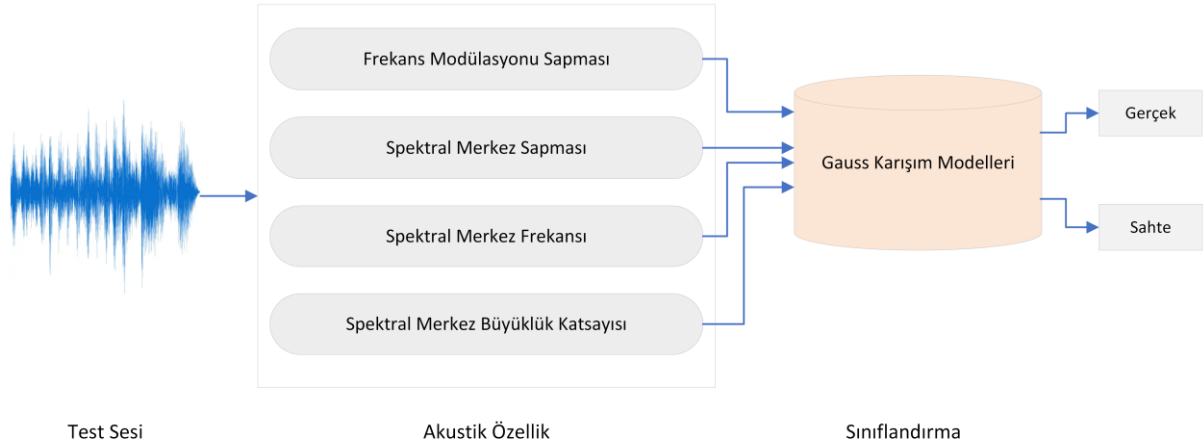 Frekans Modülasyonu Sapması
Spektral Merkez Sapması
Spektral Merkez Frekansı
Spektral Merkez Büyüklük Katsayısı
Gauss Karışım Modelleri
Gerçek
Sahte
Test Sesi
Akustik Özellik
Sınıflandırma